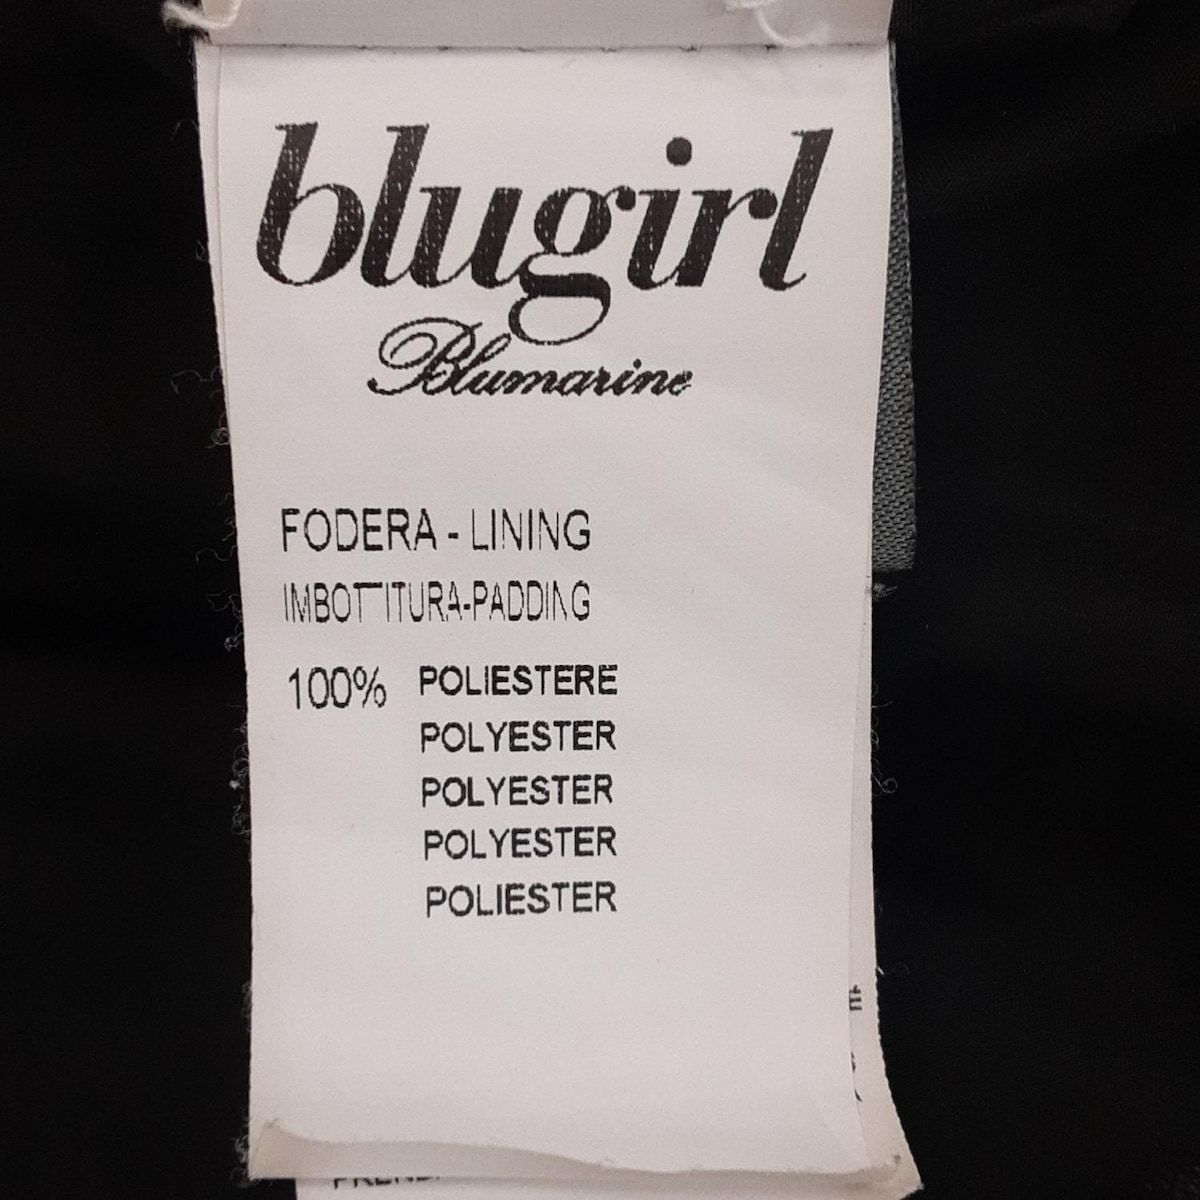 blugirl
Blumarine
FODERA - LINING
IMBOTTITURA-PADDING
100% POLIESTERE
POLYESTER
POLYESTER
POLYESTER
POLIESTER